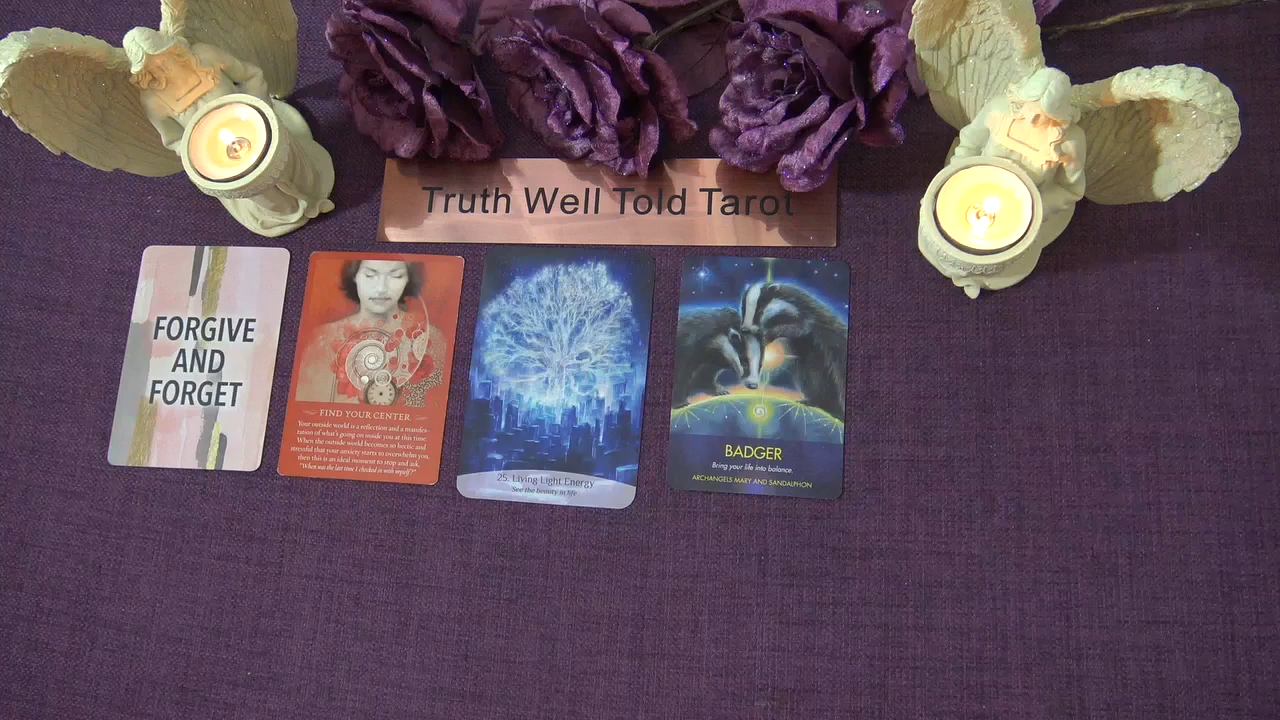 Truth Well Told Tarot
FORGIVE
AND
FORGET
FIND YOUR CENTER
Your outside world is a reflection and a manifes-
tation of what's going on inside you at this time.
When the outside world becomes so hectic and
stressful that your anxiety starts to overwhelm you,
then this is an ideal moment to stop and ask,
"When was the last time I checked in with myself?"
25. Living Light Energy
See the beauty in life
BADGER
Bring your life into balance.
ARCHANGELS MARY AND SANDALPHON